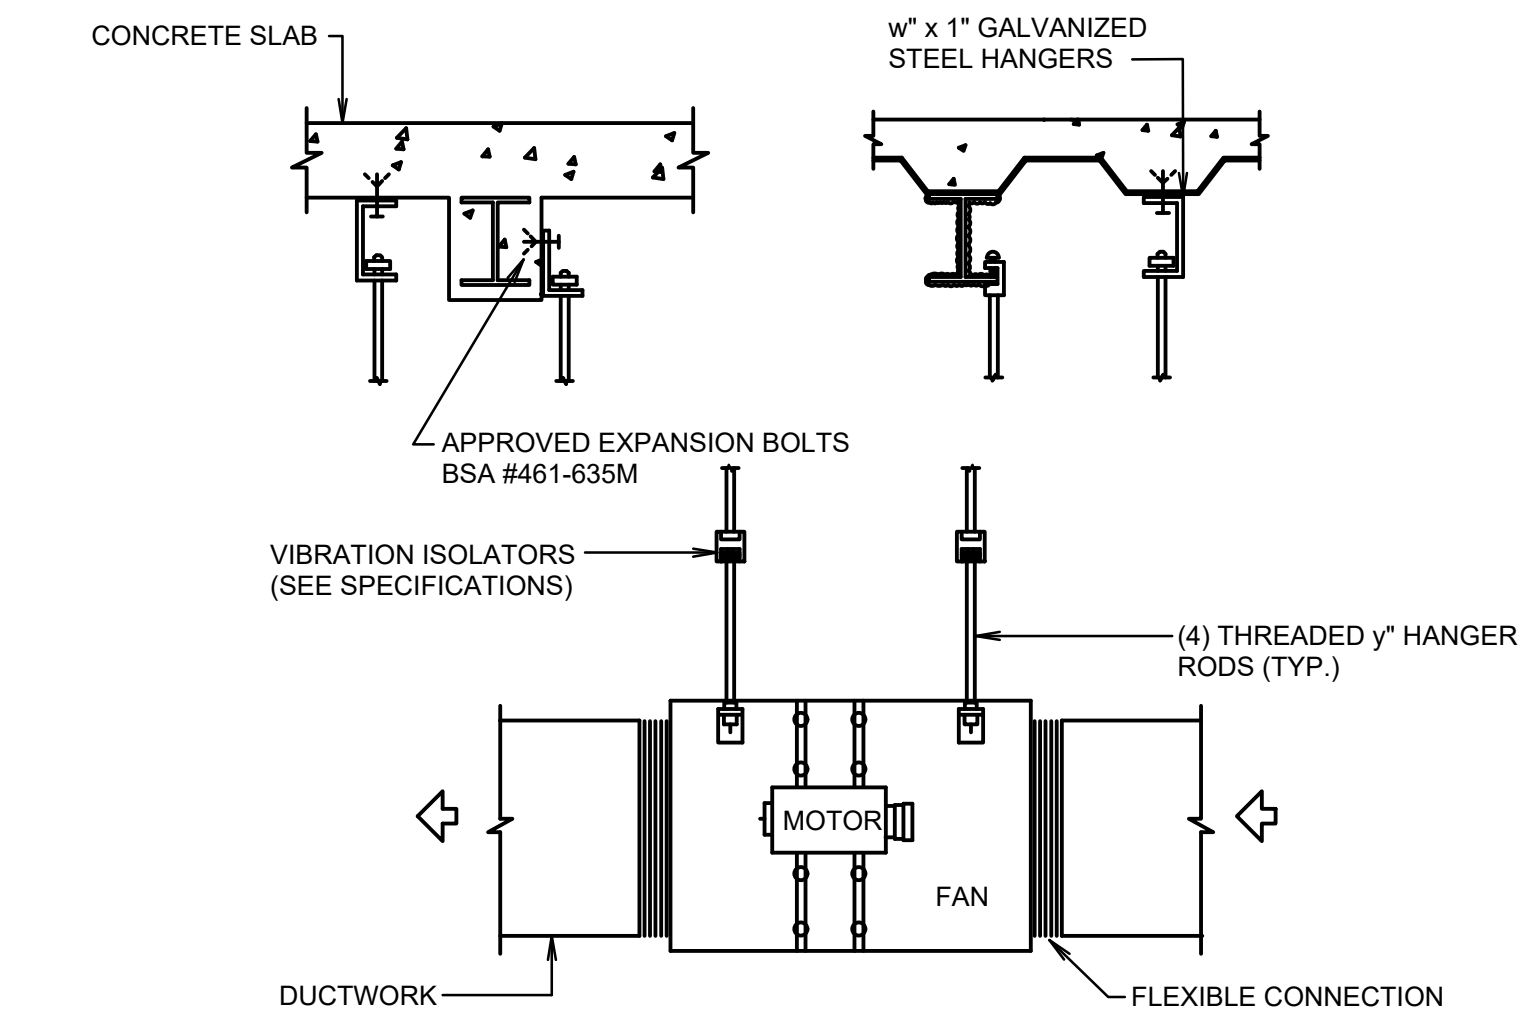 CONCRETE SLAB
w" x 1" GALVANIZED
STEEL HANGERS
APPROVED EXPANSION BOLTS
BSA #461-635M
VIBRATION ISOLATORS
(SEE SPECIFICATIONS)
(4) THREADED y" HANGER
RODS (TYP.)
MOTOR
FAN
DUCTWORK
FLEXIBLE CONNECTION